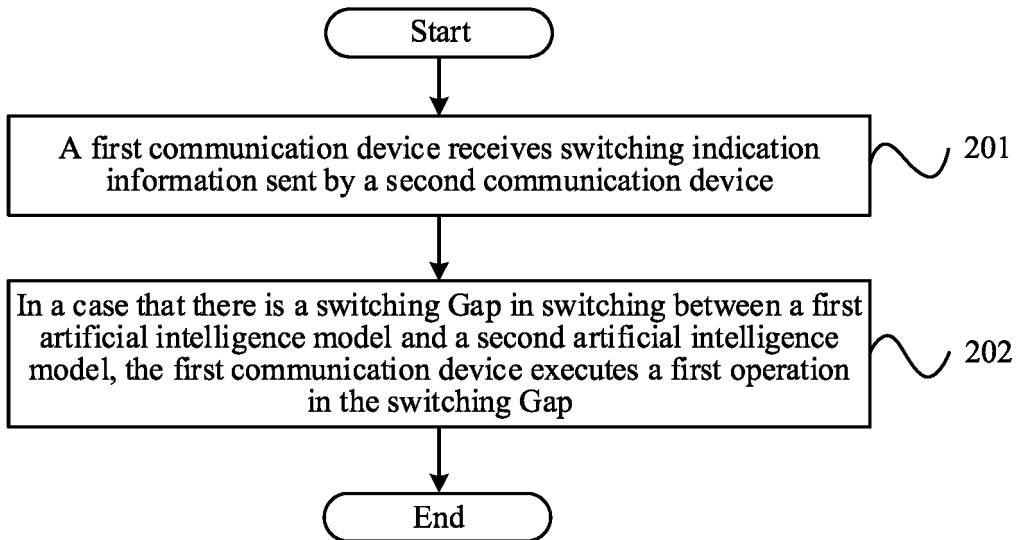 Start
A first communication device receives switching indication
information sent by a second communication device
201
In a case that there is a switching Gap in switching between a first
artificial intelligence model and a second artificial intelligence
model, the first communication device executes a first operation
in the switching Gap
202
End